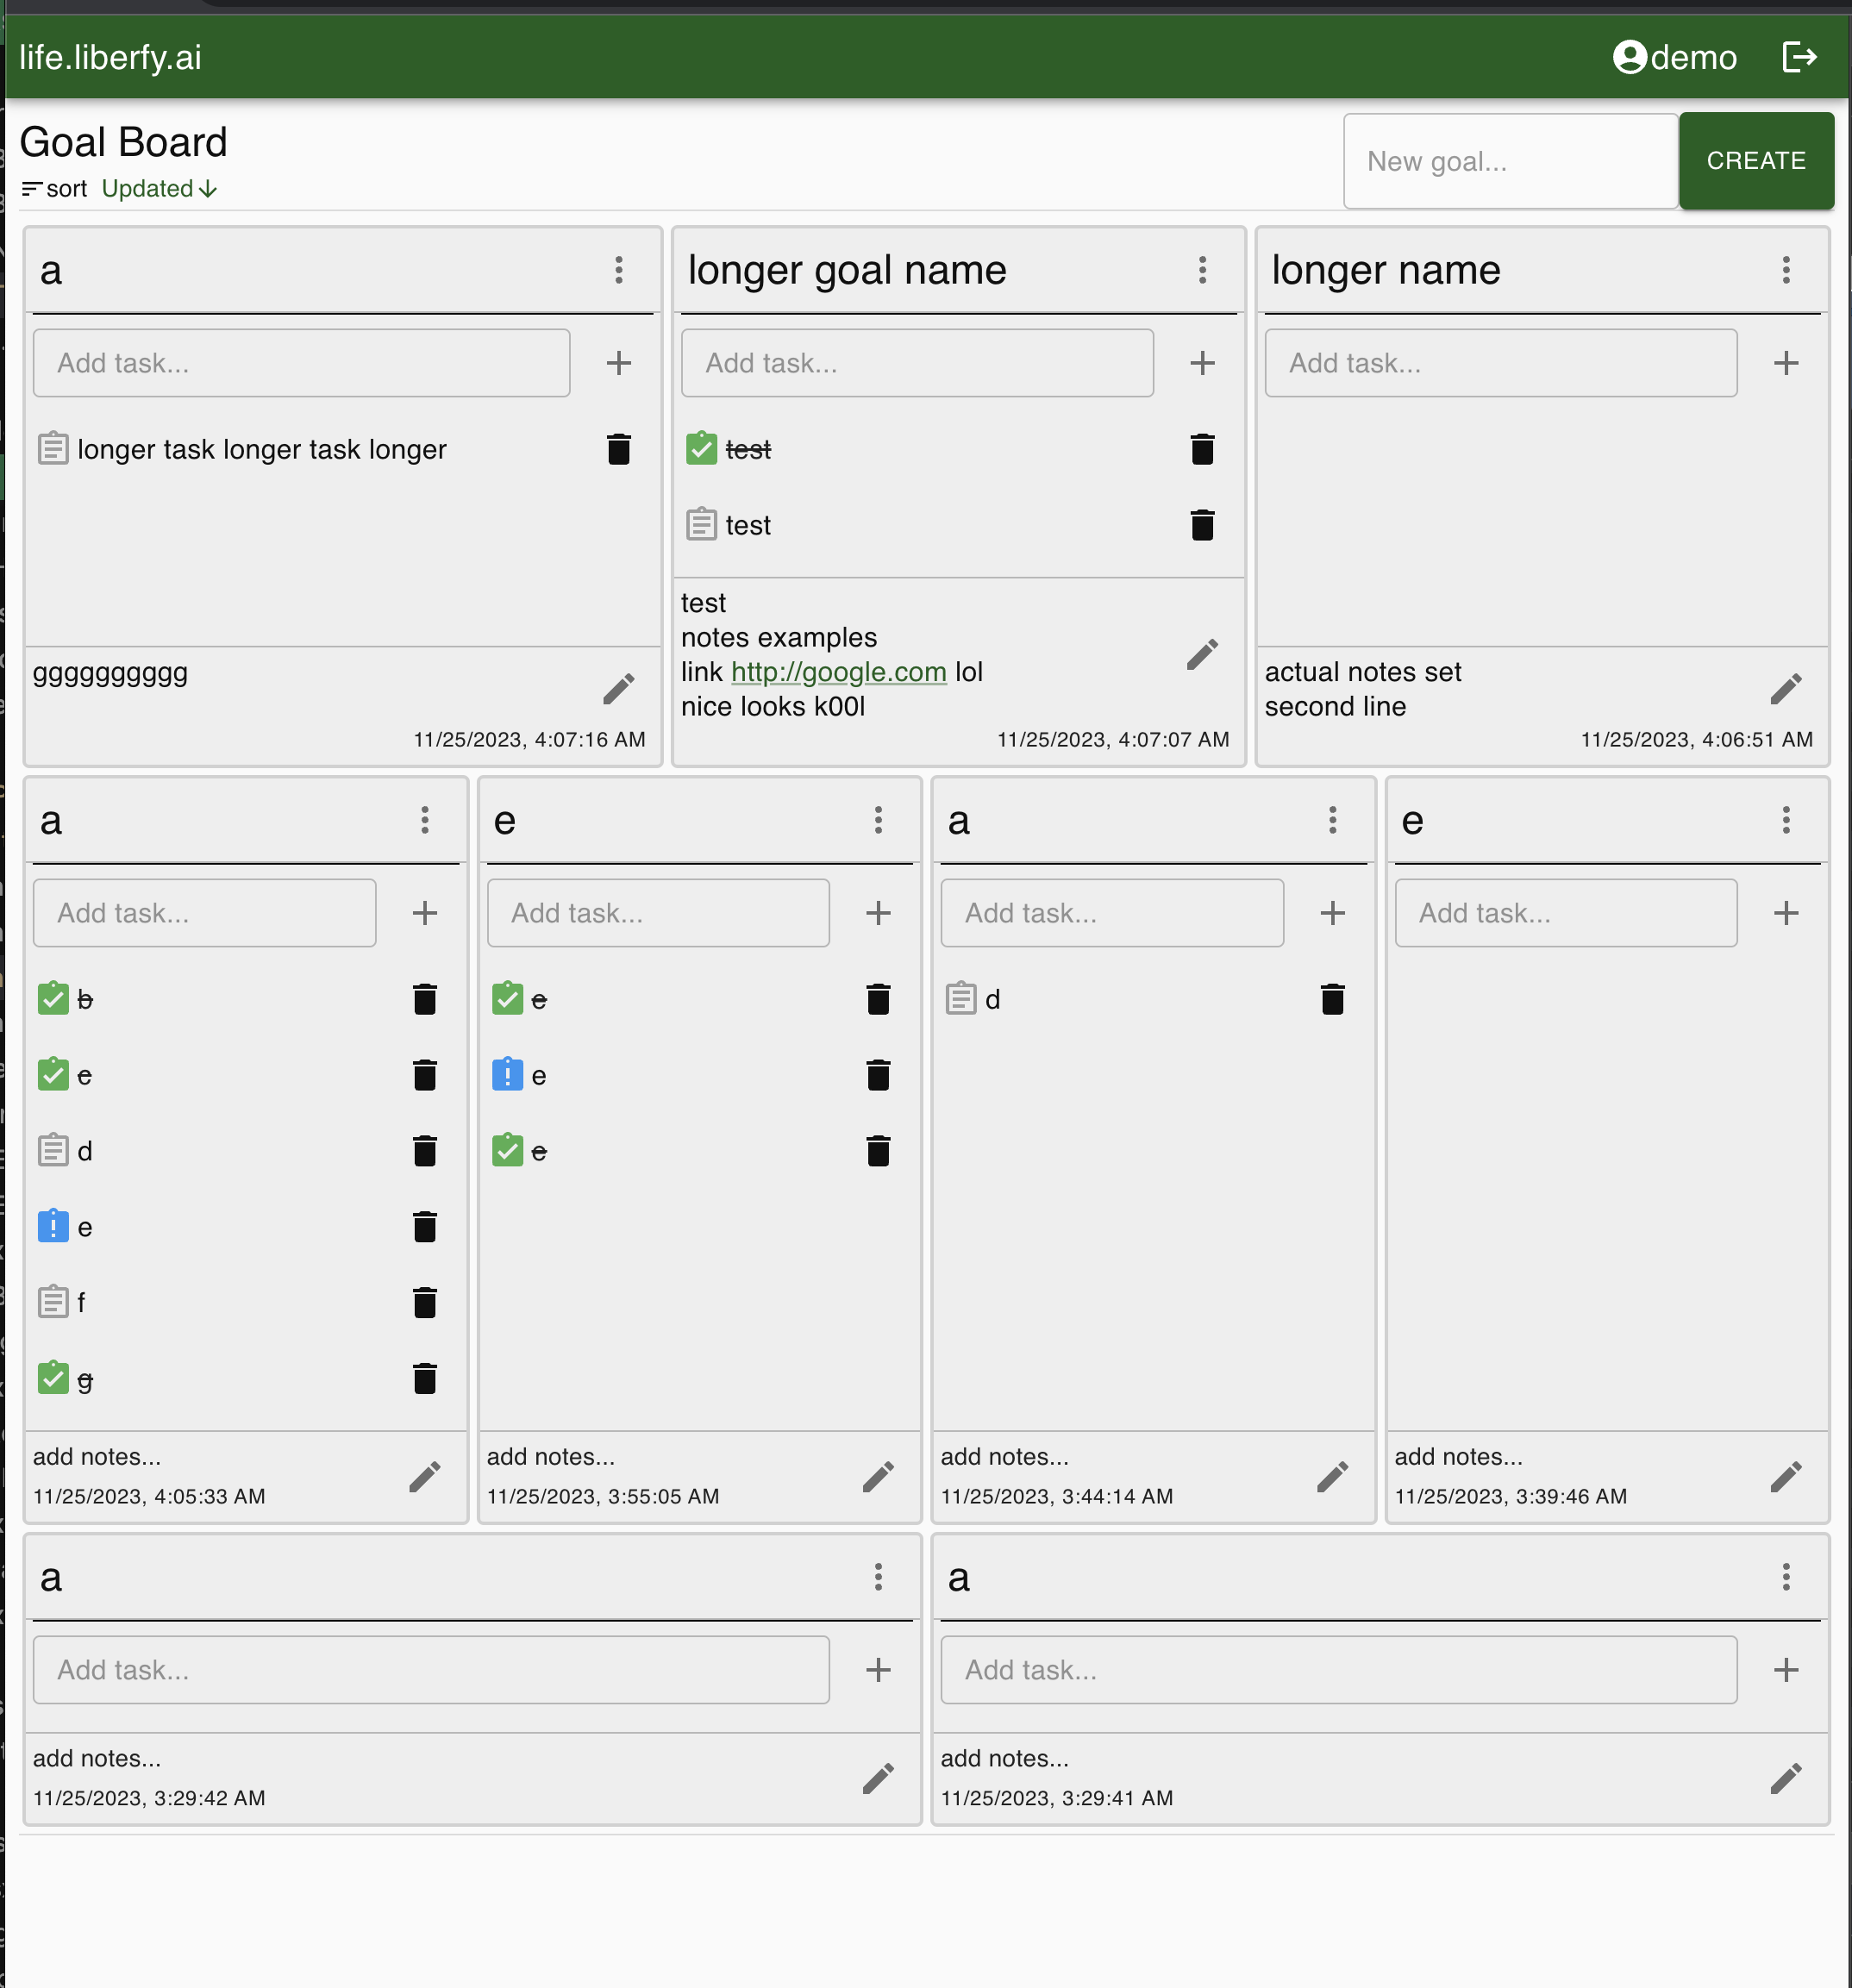 life.liberfy.ai
demo
Goal Board
sort Updated
New goal...
CREATE
a
Add task...
longer task longer task longer
gggggggggg
11/25/2023, 4:07:16 AM
longer goal name
Add task...
test
test
test
notes examples
link http://google.com lol
nice looks k00l
11/25/2023, 4:07:07 AM
longer name
Add task...
actual notes set
second line
11/25/2023, 4:06:51 AM
a
Add task...
b
e
d
e
f
g
add notes...
11/25/2023, 4:05:33 AM
e
Add task...
e
e
e
add notes...
11/25/2023, 3:55:05 AM
a
Add task...
d
add notes...
11/25/2023, 3:44:14 AM
e
Add task...
add notes...
11/25/2023, 3:39:46 AM
a
Add task...
add notes...
11/25/2023, 3:29:42 AM
a
Add task...
add notes...
11/25/2023, 3:29:41 AM